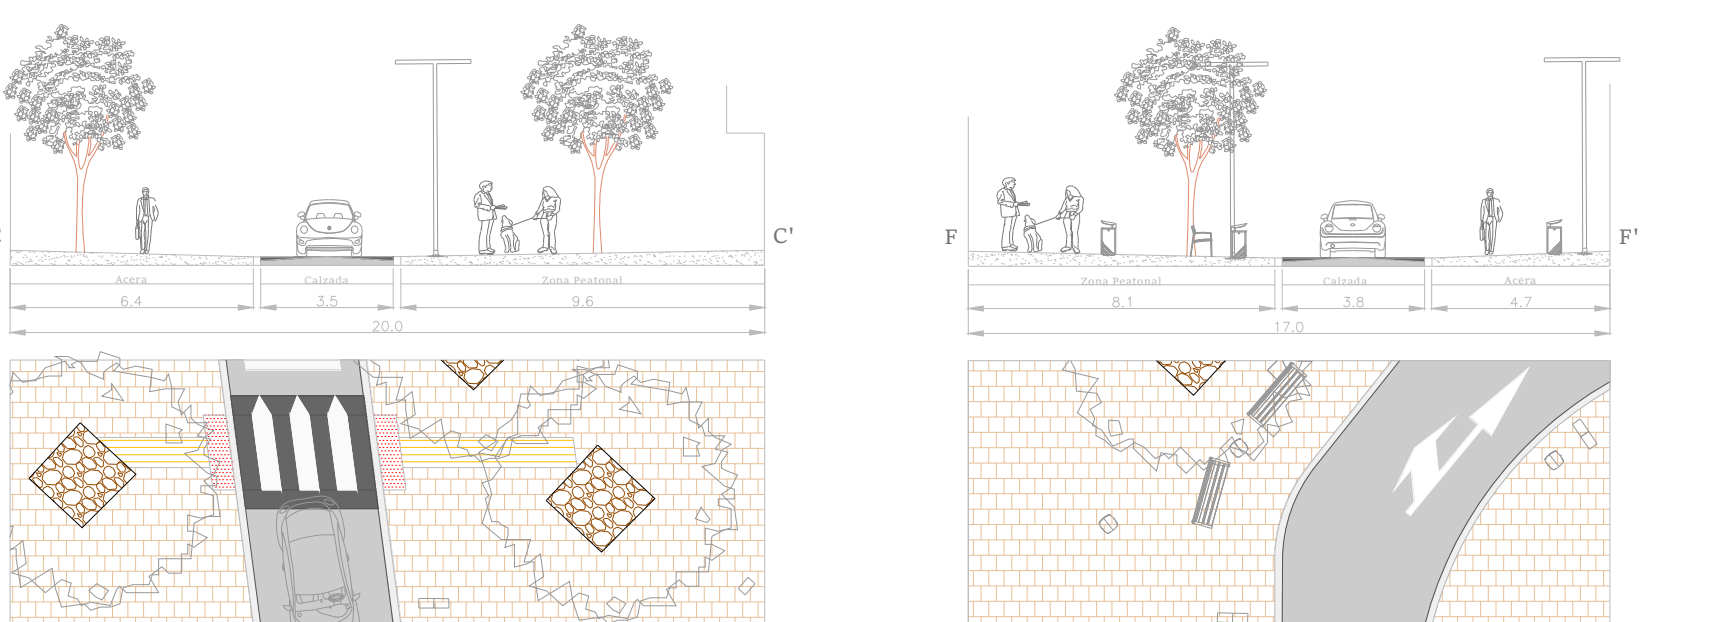 C'
Acera Calzada Zona Peatonal
6.4 3.5 9.6
20.0
F F'
Zona Peatonal Calzada Acera
8.1 3.8 4.7
17.0